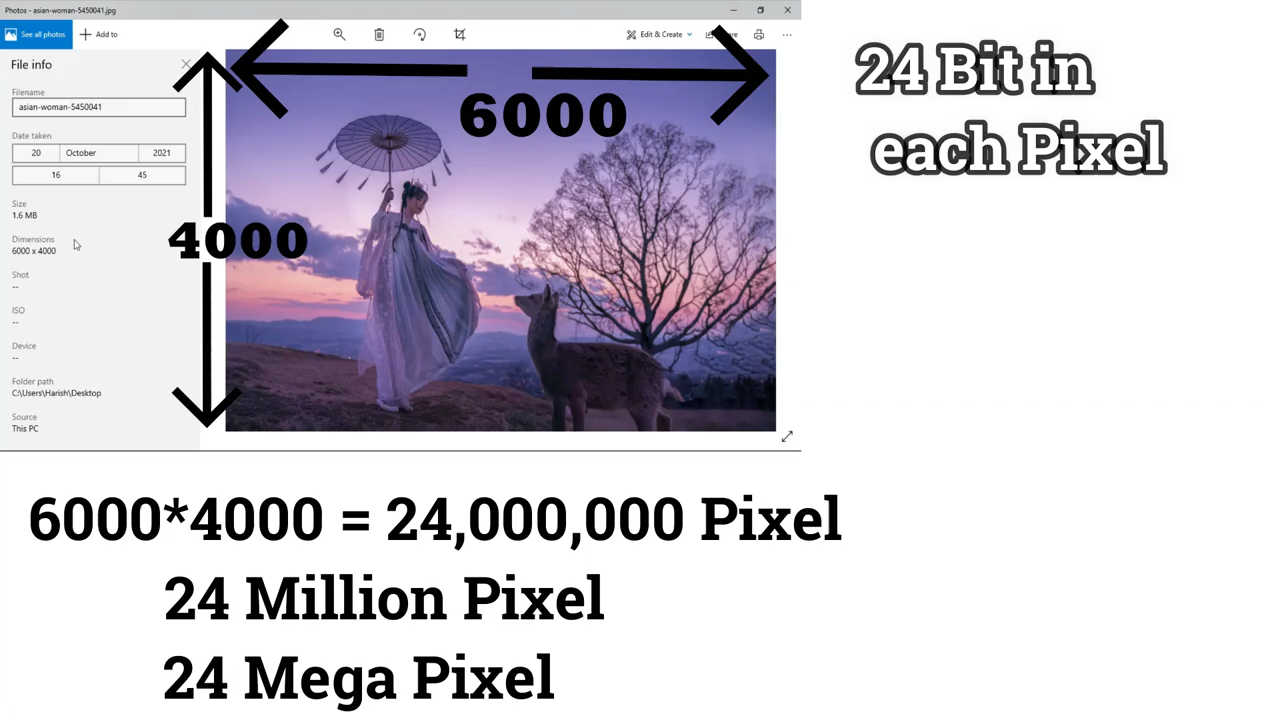 Photos - asian-woman-5450041.jpg
See all photos
Add to
Edit & Create
File info
Filename
asian-woman-5450041
Date taken
20 October 2021
16 45
Size
1.6 MB
Dimensions
6000 x 4000
Shot
--
ISO
--
Device
--
Folder path
C:\Users\Harish\Desktop
Source
This PC
6000
4000
24 Bit in
each Pixel
6000*4000 = 24,000,000 Pixel
24 Million Pixel
24 Mega Pixel